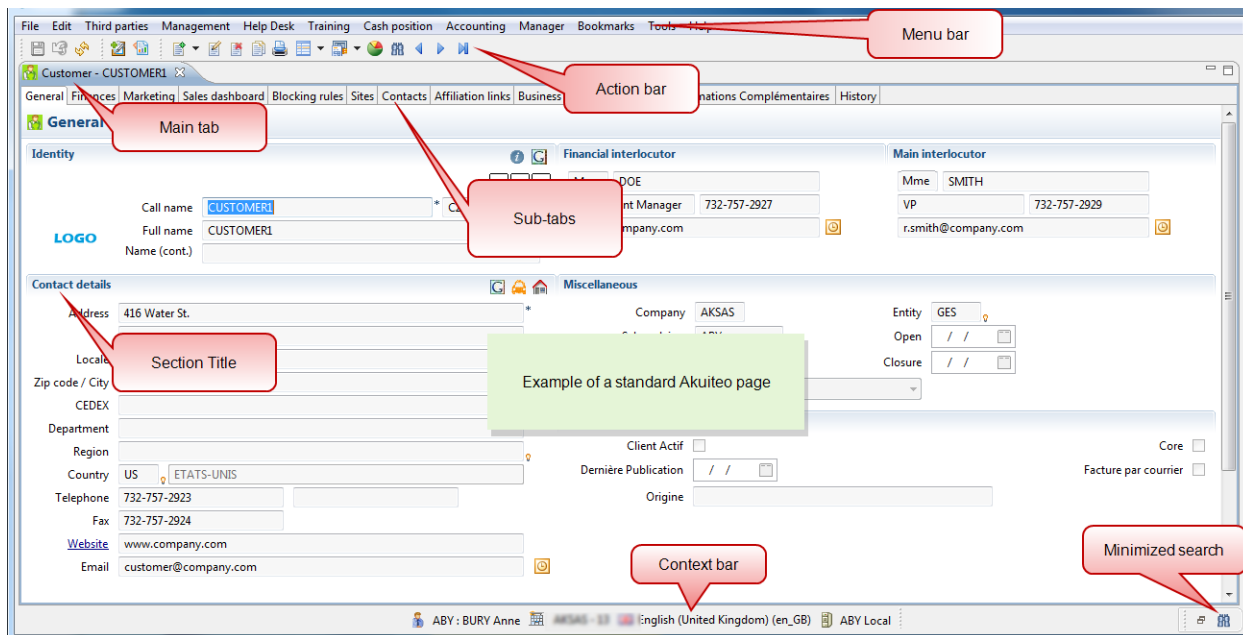 File Edit Third parties Management Help Desk Training Cash position Accounting Manager Bookmarks Tools Help
Menu bar
Customer - CUSTOMER1
Action bar
General Finances Marketing Sales dashboard Blocking rules Sites Contacts Affiliation links Business mations Complémentaires History
General
Main tab
Identity
Financial interlocutor
Main interlocutor
DOE
Mme SMITH
Call name CUSTOMER1 *
nt Manager 732-757-2927
VP 732-757-2929
Sub-tabs
LOGO
Full name CUSTOMER1
mpany.com
r.smith@company.com
Name (cont.)
Contact details
Miscellaneous
Address 416 Water St. *
Company AKSAS
Entity GES
Open / /
Section Title
Locale
Closure / /
Zip code / City
Example of a standard Akuiteo page
CEDEX
Department
Region
Client Actif
Core
Country US ETATS-UNIS
Dernière Publication / /
Facture par courrier
Telephone 732-757-2923
Origine
Fax 732-757-2924
Website www.company.com
Email customer@company.com
Context bar
Minimized search
ABY : BURY Anne English (United Kingdom) (en_GB) ABY Local